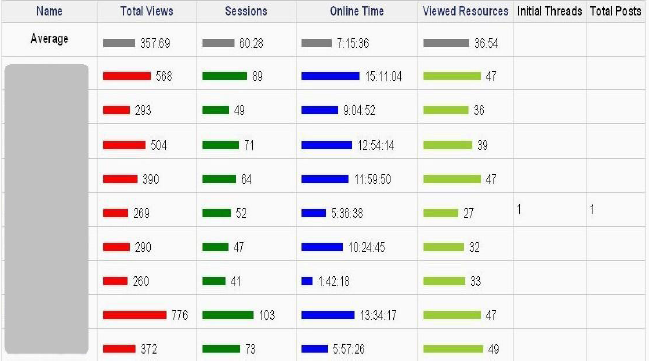 Name Total Views Sessions Online Time Viewed Resources Initial Threads Total Posts
Average 357.69 60.28 7:15:36 36.54
568 89 15:11:04 47
293 49 9:04:52 36
504 71 12:54:14 39
390 64 11:59:50 47
269 52 5:36:38 27 1 1
290 47 10:24:45 32
260 41 1:42:18 33
776 103 13:34:17 47
372 73 5:57:26 49